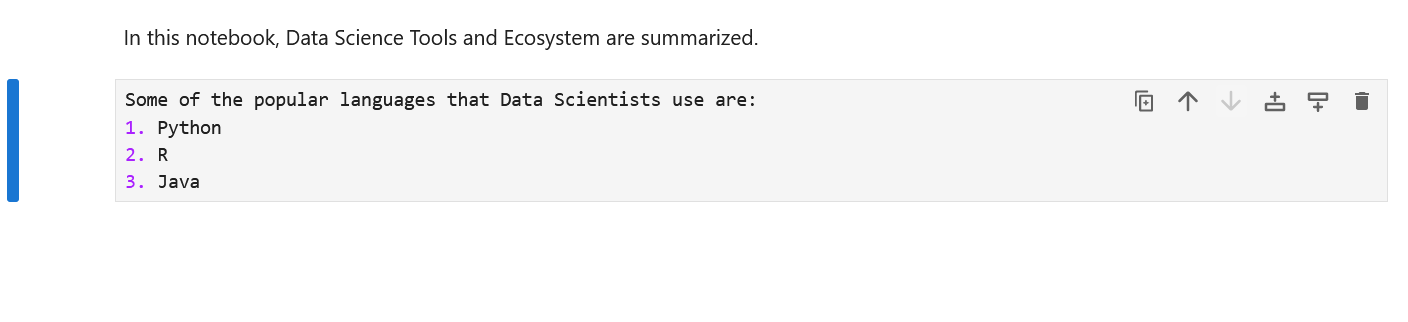 In this notebook, Data Science Tools and Ecosystem are summarized.
Some of the popular languages that Data Scientists use are:
1. Python
2. R
3. Java